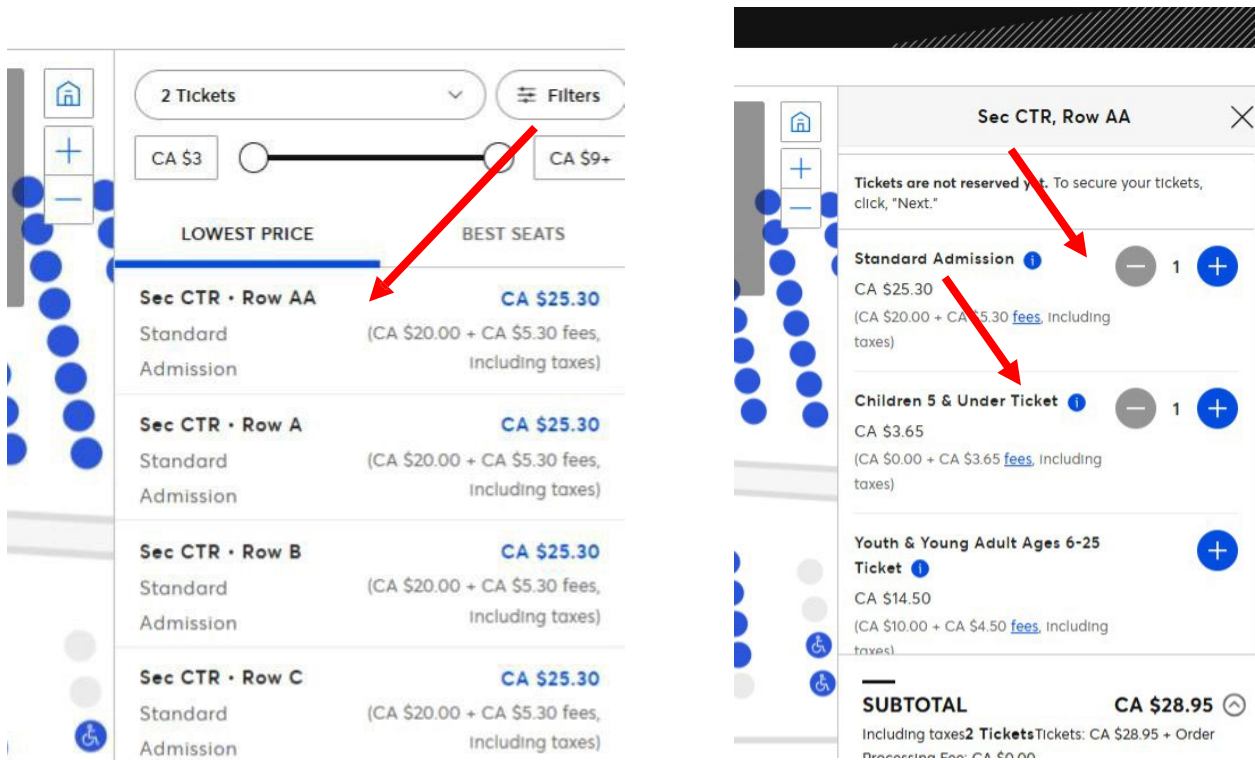 2 Tickets
Filters
CA $3
CA $9+
LOWEST PRICE
BEST SEATS
Sec CTR • Row AA
CA $25.30
Standard
Admission
(CA $20.00 + CA $5.30 fees,
including taxes)
Sec CTR • Row A
CA $25.30
Standard
Admission
(CA $20.00 + CA $5.30 fees,
including taxes)
Sec CTR • Row B
CA $25.30
Standard
Admission
(CA $20.00 + CA $5.30 fees,
including taxes)
Sec CTR • Row C
CA $25.30
Standard
Admission
(CA $20.00 + CA $5.30 fees,
including taxes)
Sec CTR, Row AA
Tickets are not reserved yet. To secure your tickets,
click, "Next."
Standard Admission
1
CA $25.30
(CA $20.00 + CA $5.30 fees, including
taxes)
Children 5 & Under Ticket
1
CA $3.65
(CA $0.00 + CA $3.65 fees, including
taxes)
Youth & Young Adult Ages 6-25
Ticket
CA $14.50
(CA $10.00 + CA $4.50 fees, including
taxes)
SUBTOTAL
CA $28.95
Including taxes2 TicketsTickets: CA $28.95 + Order
Processing Fee: CA $0.00